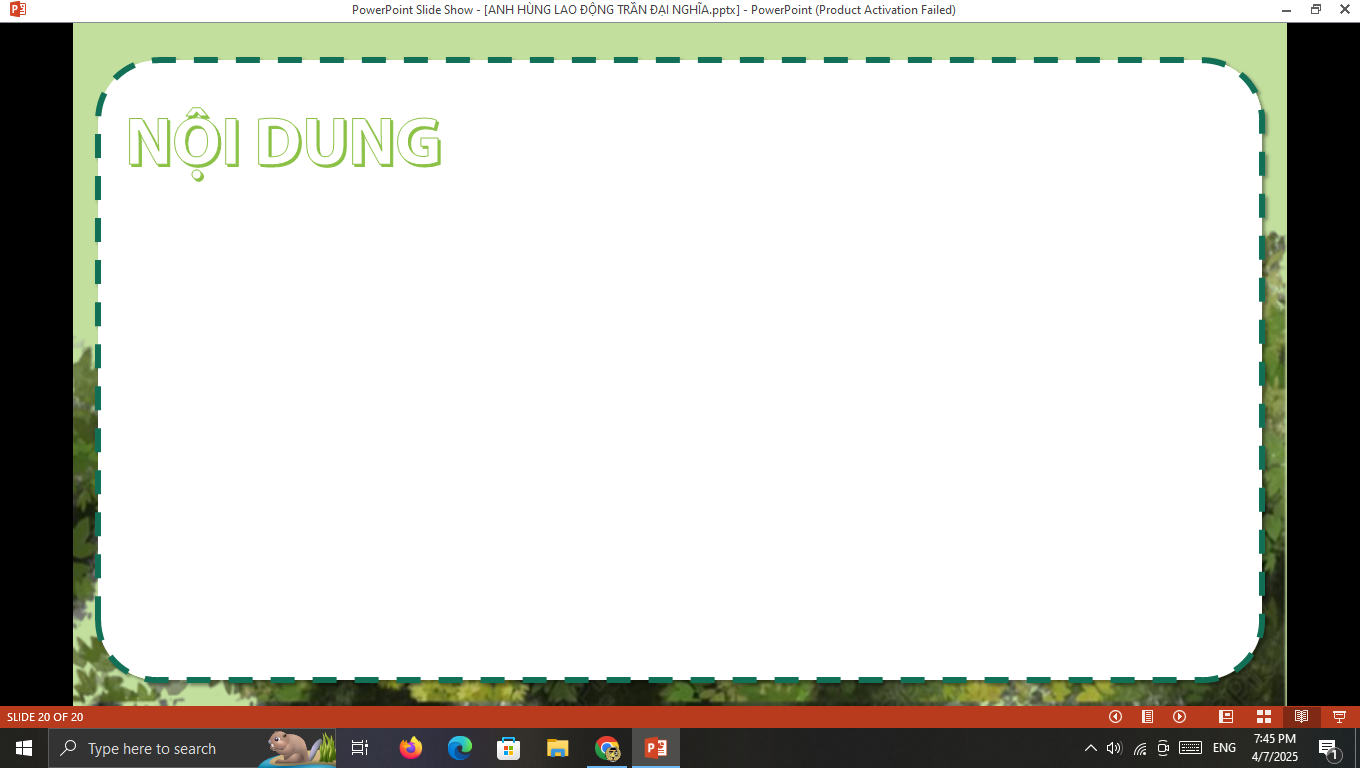 PowerPoint Slide Show - [ANH HÙNG LAO ĐỘNG TRẦN ĐẠI NGHĨA.pptx] - PowerPoint (Product Activation Failed)
NỘI DUNG
SLIDE 20 OF 20
Type here to search
ENG
7:45 PM
4/7/2025
1